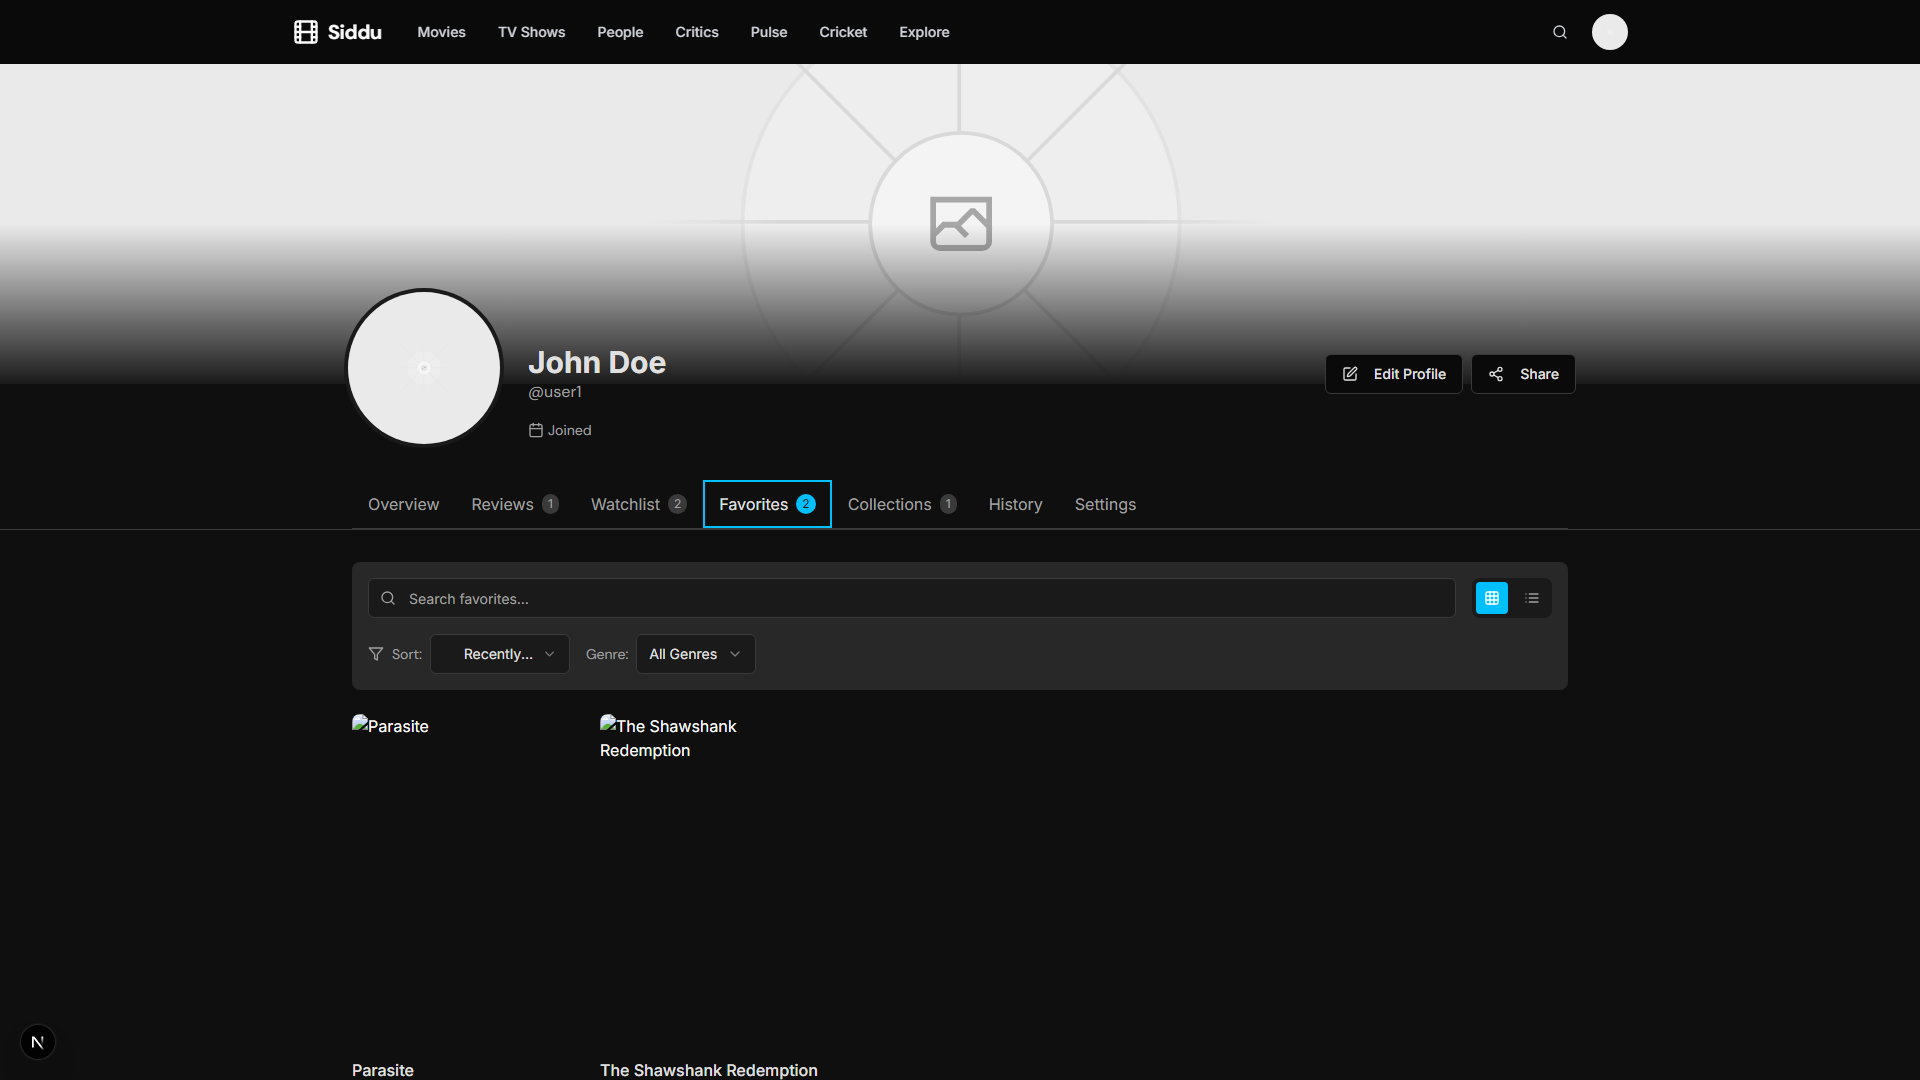 Siddu
Movies
TV Shows
People
Critics
Pulse
Cricket
Explore
John Doe
@user1
Joined
Edit Profile
Share
Overview
Reviews 1
Watchlist 2
Favorites 2
Collections 1
History
Settings
Search favorites...
Sort:
Recently...
Genre:
All Genres
Parasite
The Shawshank
Redemption
Parasite
The Shawshank Redemption
N